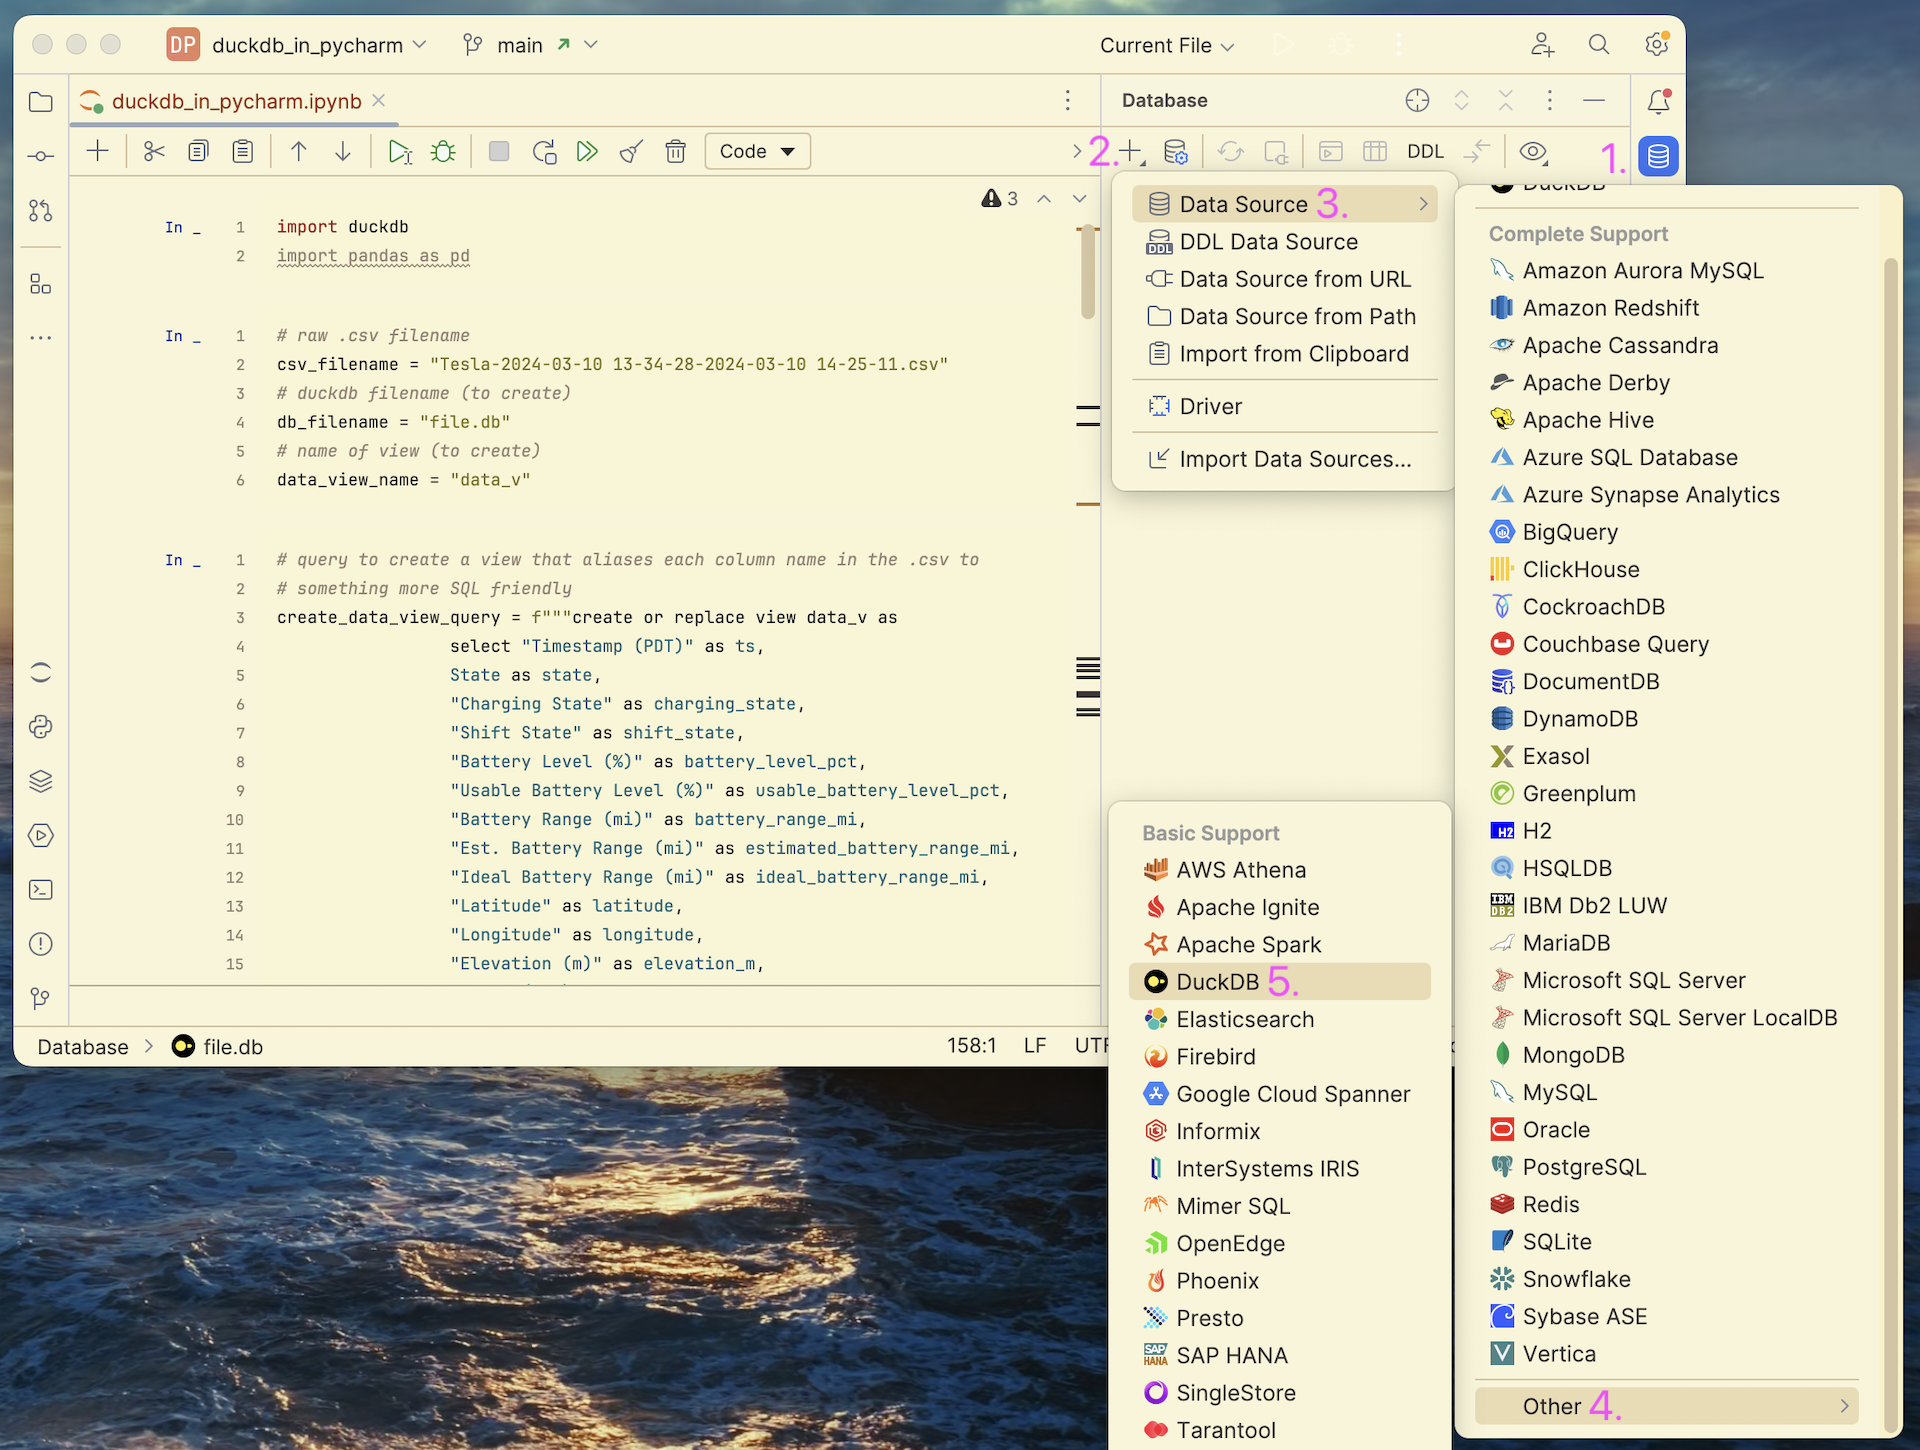 DP duckdb_in_pycharm main Current File
duckdb_in_pycharm.ipynb
Database
Code
2.
DDL
1.
3
In _ 1 import duckdb
2 import pandas as pd
In _ 1 # raw .csv filename
2 csv_filename = "Tesla-2024-03-10 13-34-28-2024-03-10 14-25-11.csv"
3 # duckdb filename (to create)
4 db_filename = "file.db"
5 # name of view (to create)
6 data_view_name = "data_v"
In _ 1 # query to create a view that aliases each column name in the .csv to
2 # something more SQL friendly
3 create_data_view_query = f"""create or replace view data_v as
4 select "Timestamp (PDT)" as ts,
5 State as state,
6 "Charging State" as charging_state,
7 "Shift State" as shift_state,
8 "Battery Level (%)" as battery_level_pct,
9 "Usable Battery Level (%)" as usable_battery_level_pct,
10 "Battery Range (mi)" as battery_range_mi,
11 "Est. Battery Range (mi)" as estimated_battery_range_mi,
12 "Ideal Battery Range (mi)" as ideal_battery_range_mi,
13 "Latitude" as latitude,
14 "Longitude" as longitude,
15 "Elevation (m)" as elevation_m,
Database > file.db
158:1 LF UTF
Data Source 3.
DDL Data Source
Data Source from URL
Data Source from Path
Import from Clipboard
Driver
Import Data Sources...
DuckDB
Complete Support
Amazon Aurora MySQL
Amazon Redshift
Apache Cassandra
Apache Derby
Apache Hive
Azure SQL Database
Azure Synapse Analytics
BigQuery
ClickHouse
CockroachDB
Couchbase Query
DocumentDB
DynamoDB
Exasol
Greenplum
H2 H2
HSQLDB
IBM DB2 IBM Db2 LUW
MariaDB
Microsoft SQL Server
Microsoft SQL Server LocalDB
MongoDB
MySQL
Oracle
PostgreSQL
Redis
SQLite
Snowflake
Sybase ASE
Vertica
Other 4.
Basic Support
AWS Athena
Apache Ignite
Apache Spark
DuckDB 5.
Elasticsearch
Firebird
Google Cloud Spanner
Informix
InterSystems IRIS
Mimer SQL
OpenEdge
Phoenix
Presto
SAP HANA SAP HANA
SingleStore
Tarantool